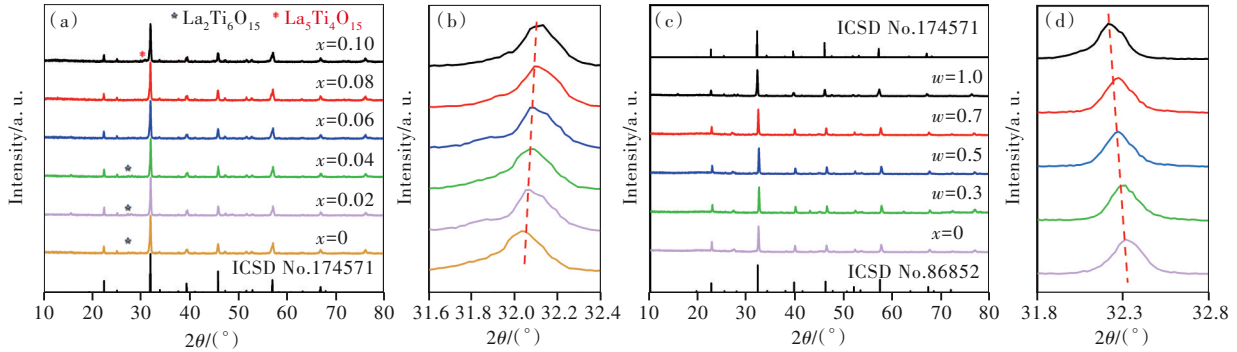 (a)
* La₂Ti₆O₁₅
* La₅Ti₄O₁₅
*
x=0.10
x=0.08
x=0.06
*
x=0.04
*
x=0.02
*
x=0
ICSD No.174571
Intensity/a. u.
10 20 30 40 50 60 70 80
2θ/(°)
(b)
31.6 31.8 32.0 32.2 32.4
2θ/(°)
(c)
ICSD No.174571
w=1.0
w=0.7
w=0.5
w=0.3
x=0
ICSD No.86852
Intensity/a. u.
10 20 30 40 50 60 70 80
2θ/(°)
(d)
Intensity/a. u.
31.8 32.3 32.8
2θ/(°)